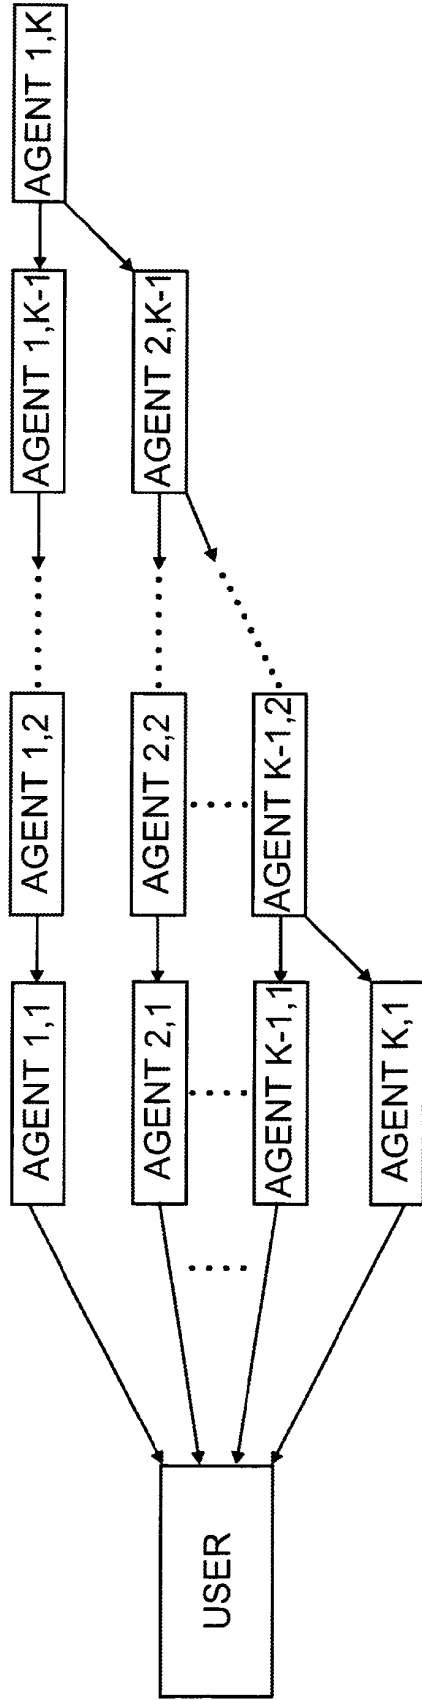 AGENT 1,K
AGENT 1,K-1
AGENT 2,K-1
AGENT 1,2
AGENT 2,2
AGENT K-1,2
AGENT 1,1
AGENT 2,1
AGENT K-1,1
AGENT K,1
USER